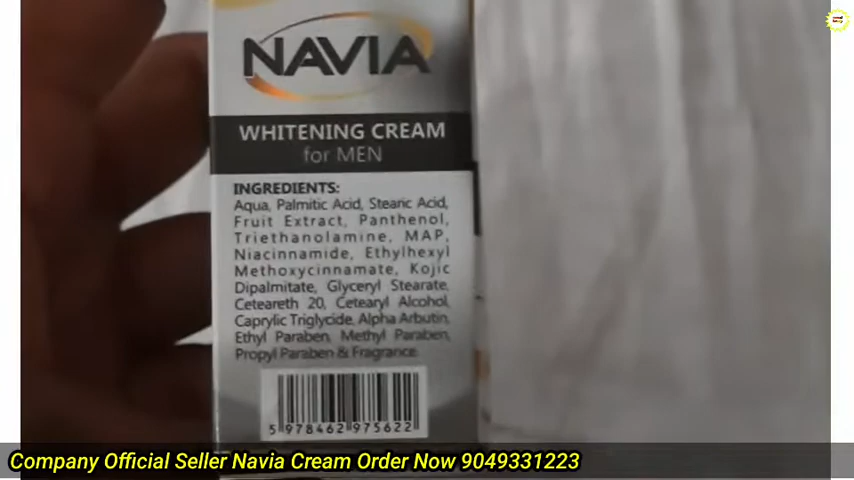 NAVIA
WHITENING CREAM
for MEN
INGREDIENTS:
Aqua, Palmitic Acid, Stearic Acid,
Fruit Extract, Panthenol,
Triethanolamine, MAP,
Niacinnamide, Ethylhexyl
Methoxycinnamate, Kojic
Dipalmitate, Glyceryl Stearate,
Ceteareth 20, Cetearyl Alcohol,
Caprylic Triglycide, Alpha Arbutin,
Ethyl Paraben, Methyl Paraben,
Propyl Paraben & Fragrance.
5 978462 975622
Company Official Seller Navia Cream Order Now 9049331223